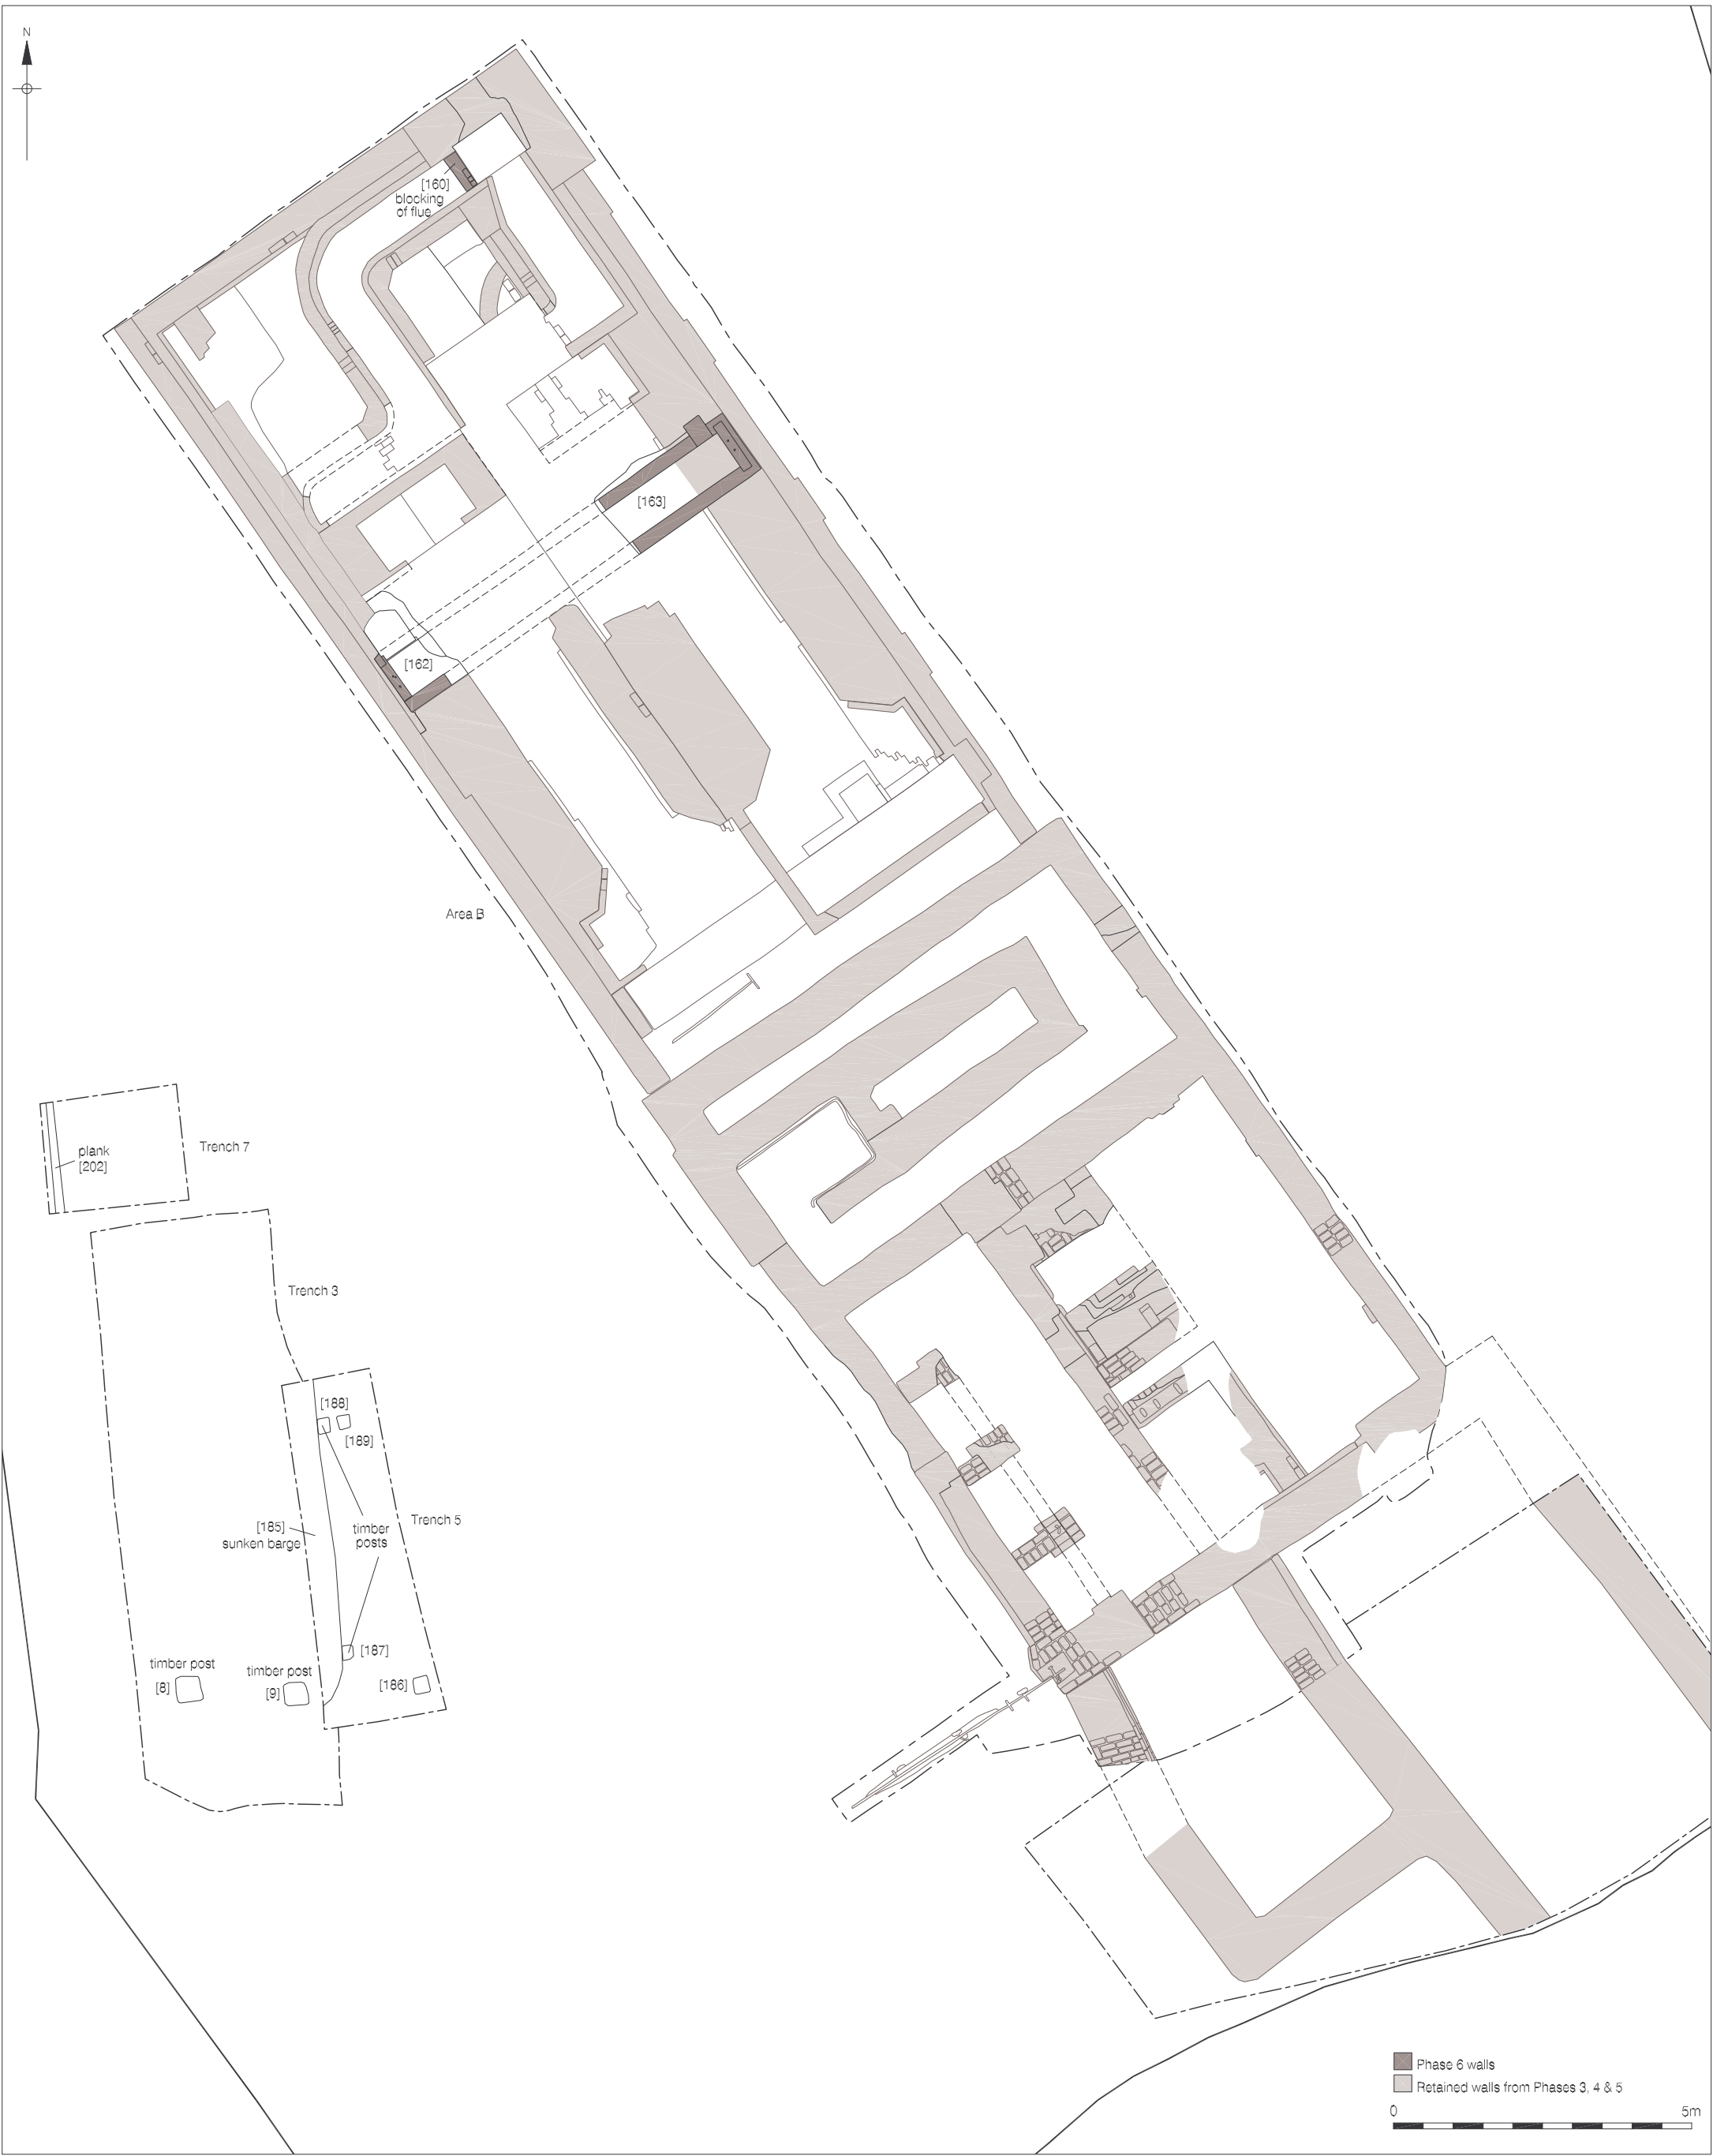 N
[160]
blocking
of flue
[163]
[162]
Area B
Trench 7
plank
[202]
Trench 3
[188]
[189]
[185]
sunken barge
timber
posts
Trench 5
[187]
timber post
[8]
timber post
[9]
[186]
Phase 6 walls
Retained walls from Phases 3, 4 & 5
0 5m